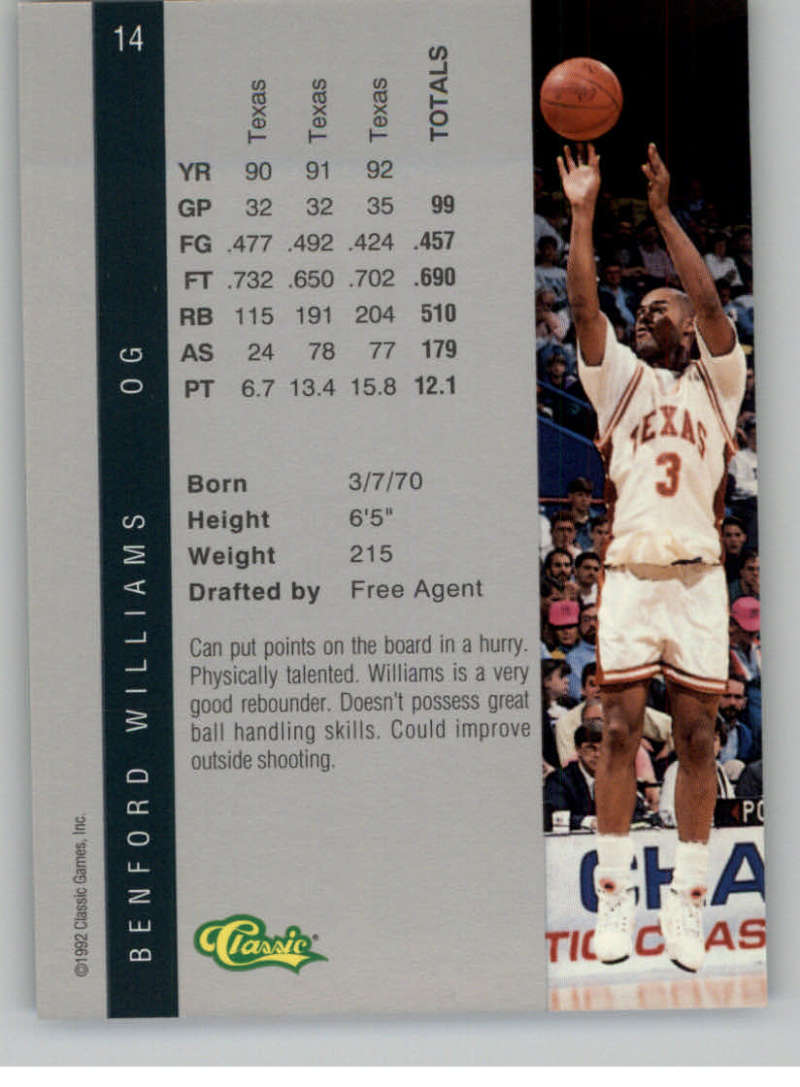 14
BENFORD WILLIAMS OG
©1992 Classic Games, Inc.
Texas Texas Texas TOTALS
YR 90 91 92
GP 32 32 35 99
FG .477 .492 .424 .457
FT .732 .650 .702 .690
RB 115 191 204 510
AS 24 78 77 179
PT 6.7 13.4 15.8 12.1
Born 3/7/70
Height 6'5"
Weight 215
Drafted by Free Agent
Can put points on the board in a hurry.
Physically talented. Williams is a very
good rebounder. Doesn't possess great
ball handling skills. Could improve
outside shooting.
Classic®
TEXAS
3
PO
CHA
TIC CLAS